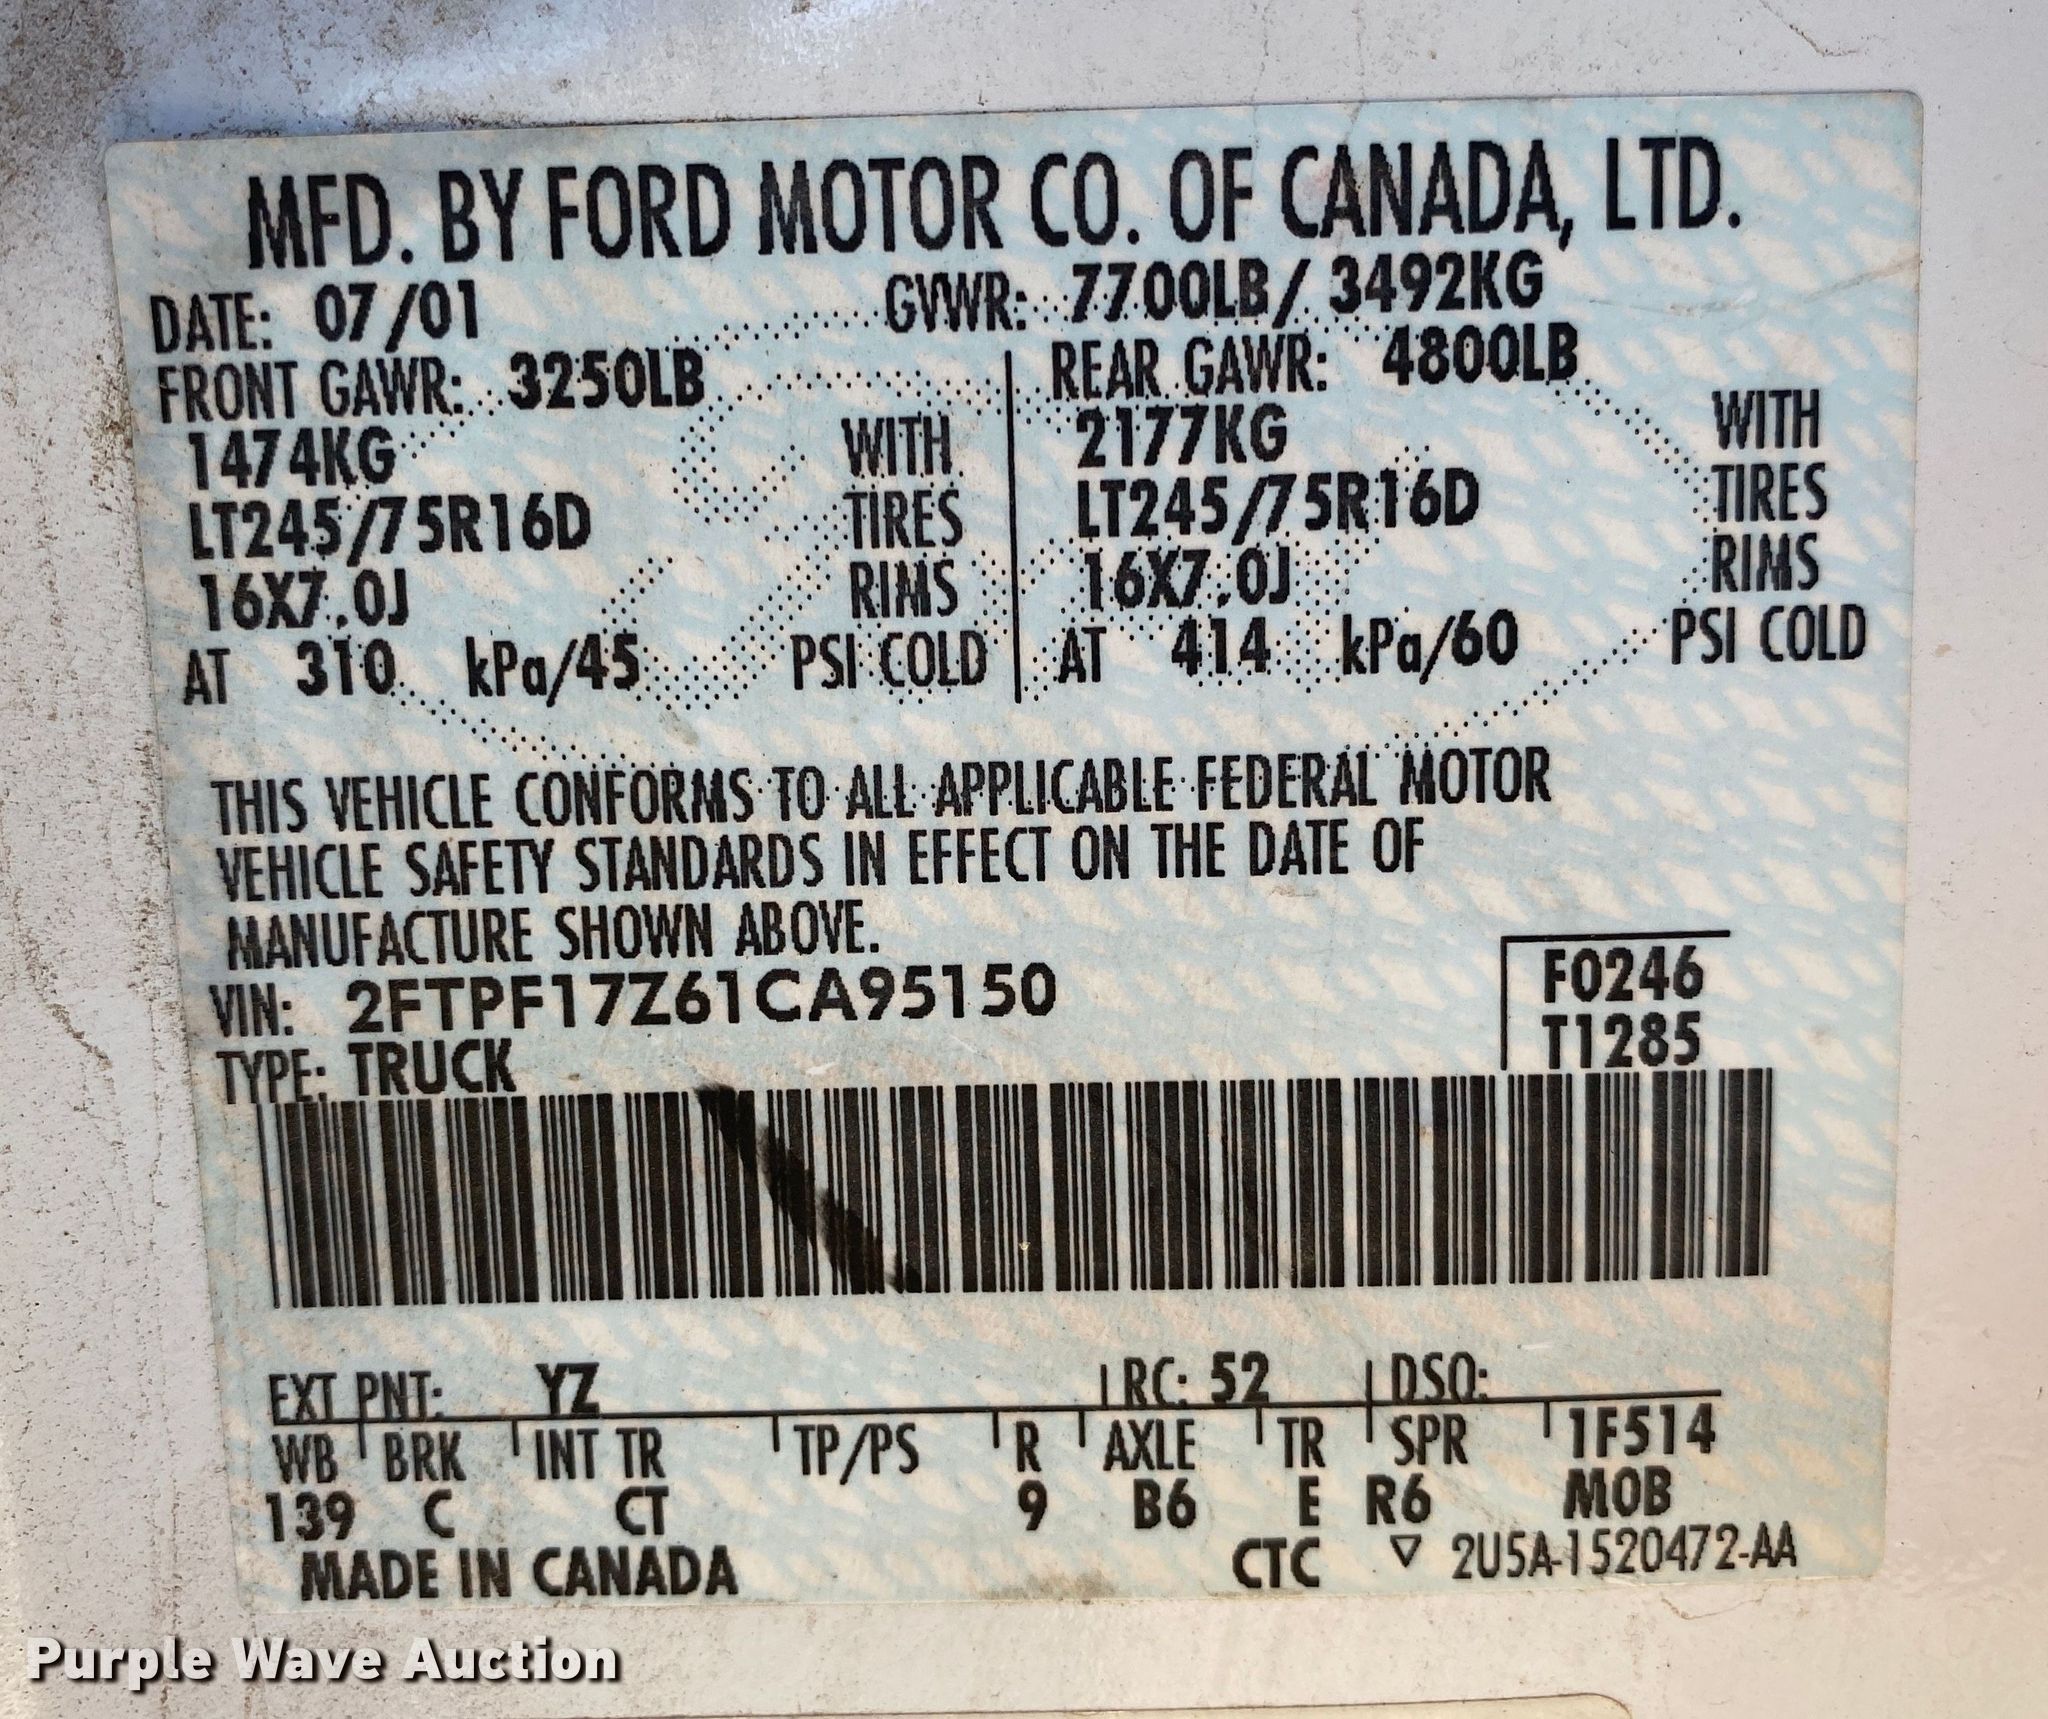 MFD. BY FORD MOTOR CO. OF CANADA, LTD.
DATE: 07/01 GVWR: 7700LB/ 3492KG
FRONT GAWR: 3250LB REAR GAWR: 4800LB
1474KG WITH 2177KG WITH
LT245/75R16D TIRES LT245/75R16D TIRES
16X7.0J RIMS 16X7.0J RIMS
AT 310 kPa/45 PSI COLD AT 414 kPa/60 PSI COLD
THIS VEHICLE CONFORMS TO ALL APPLICABLE FEDERAL MOTOR
VEHICLE SAFETY STANDARDS IN EFFECT ON THE DATE OF
MANUFACTURE SHOWN ABOVE.
VIN: 2FTPF17Z61CA95150 F0246
TYPE: TRUCK T1285
EXT PNT: YZ RC: 52 DSO:
WB BRK INT TR TP/PS R AXLE TR SPR 1F514
139 C CT 9 B6 E R6 MOB
MADE IN CANADA CTC ▽ 2U5A-1520472-AA
Purple Wave Auction